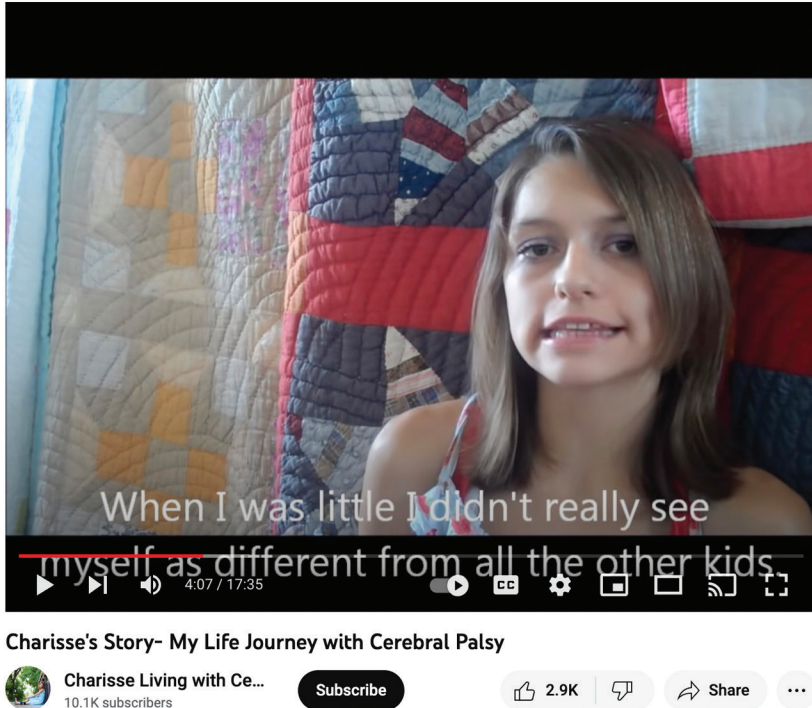 When I was little I didn't really see
myself as different from all the other kids.
4:07 / 17:35
CC
Charisse's Story- My Life Journey with Cerebral Palsy
Charisse Living with Ce...
10.1K subscribers
Subscribe
2.9K
Share